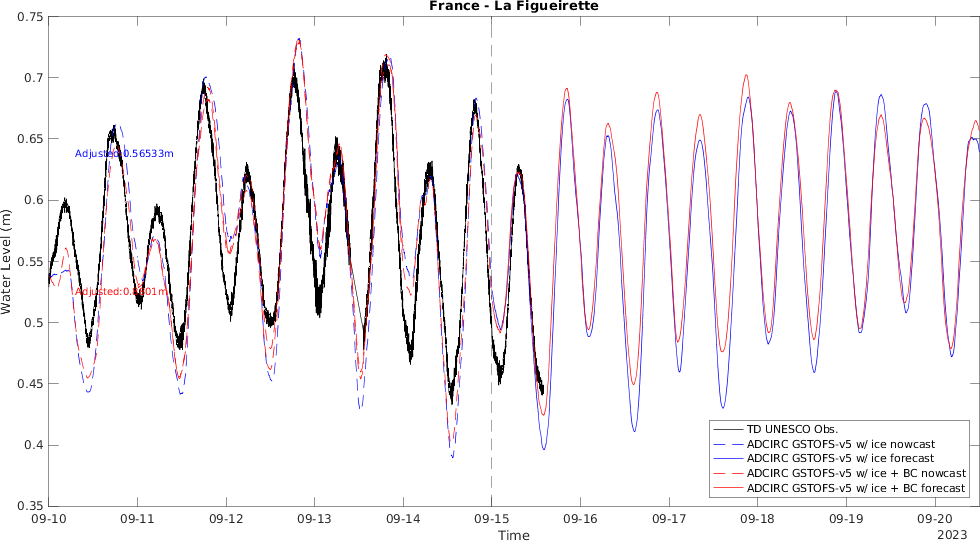 France - La Figueirette
0.75
0.7
0.65
0.6
0.55
0.5
0.45
0.4
0.35
Water Level (m)
Adjusted:0.56533m
TD UNESCO Obs.
ADCIRC GSTOFS-v5 w/ ice nowcast
ADCIRC GSTOFS-v5 w/ ice forecast
ADCIRC GSTOFS-v5 w/ ice + BC nowcast
ADCIRC GSTOFS-v5 w/ ice + BC forecast
09-10 09-11 09-12 09-13 09-14 09-15 09-16 09-17 09-18 09-19 09-20
Time
2023